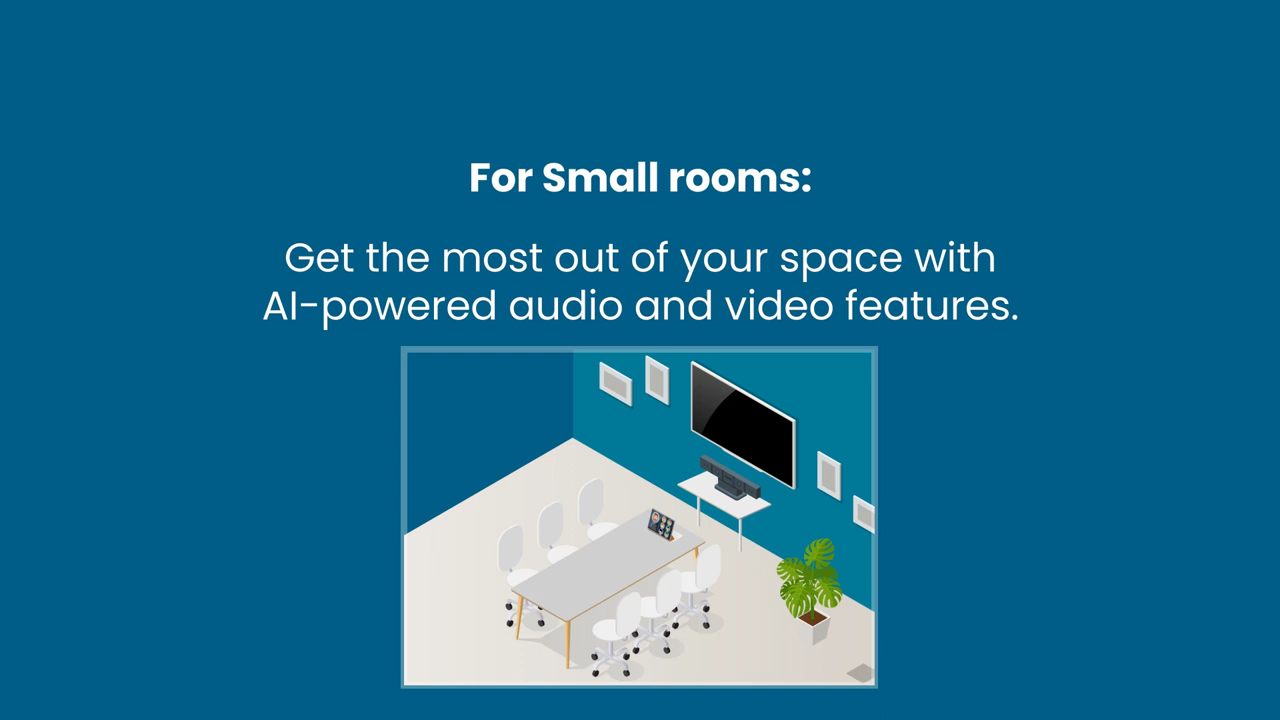 For Small rooms:
Get the most out of your space with
AI-powered audio and video features.